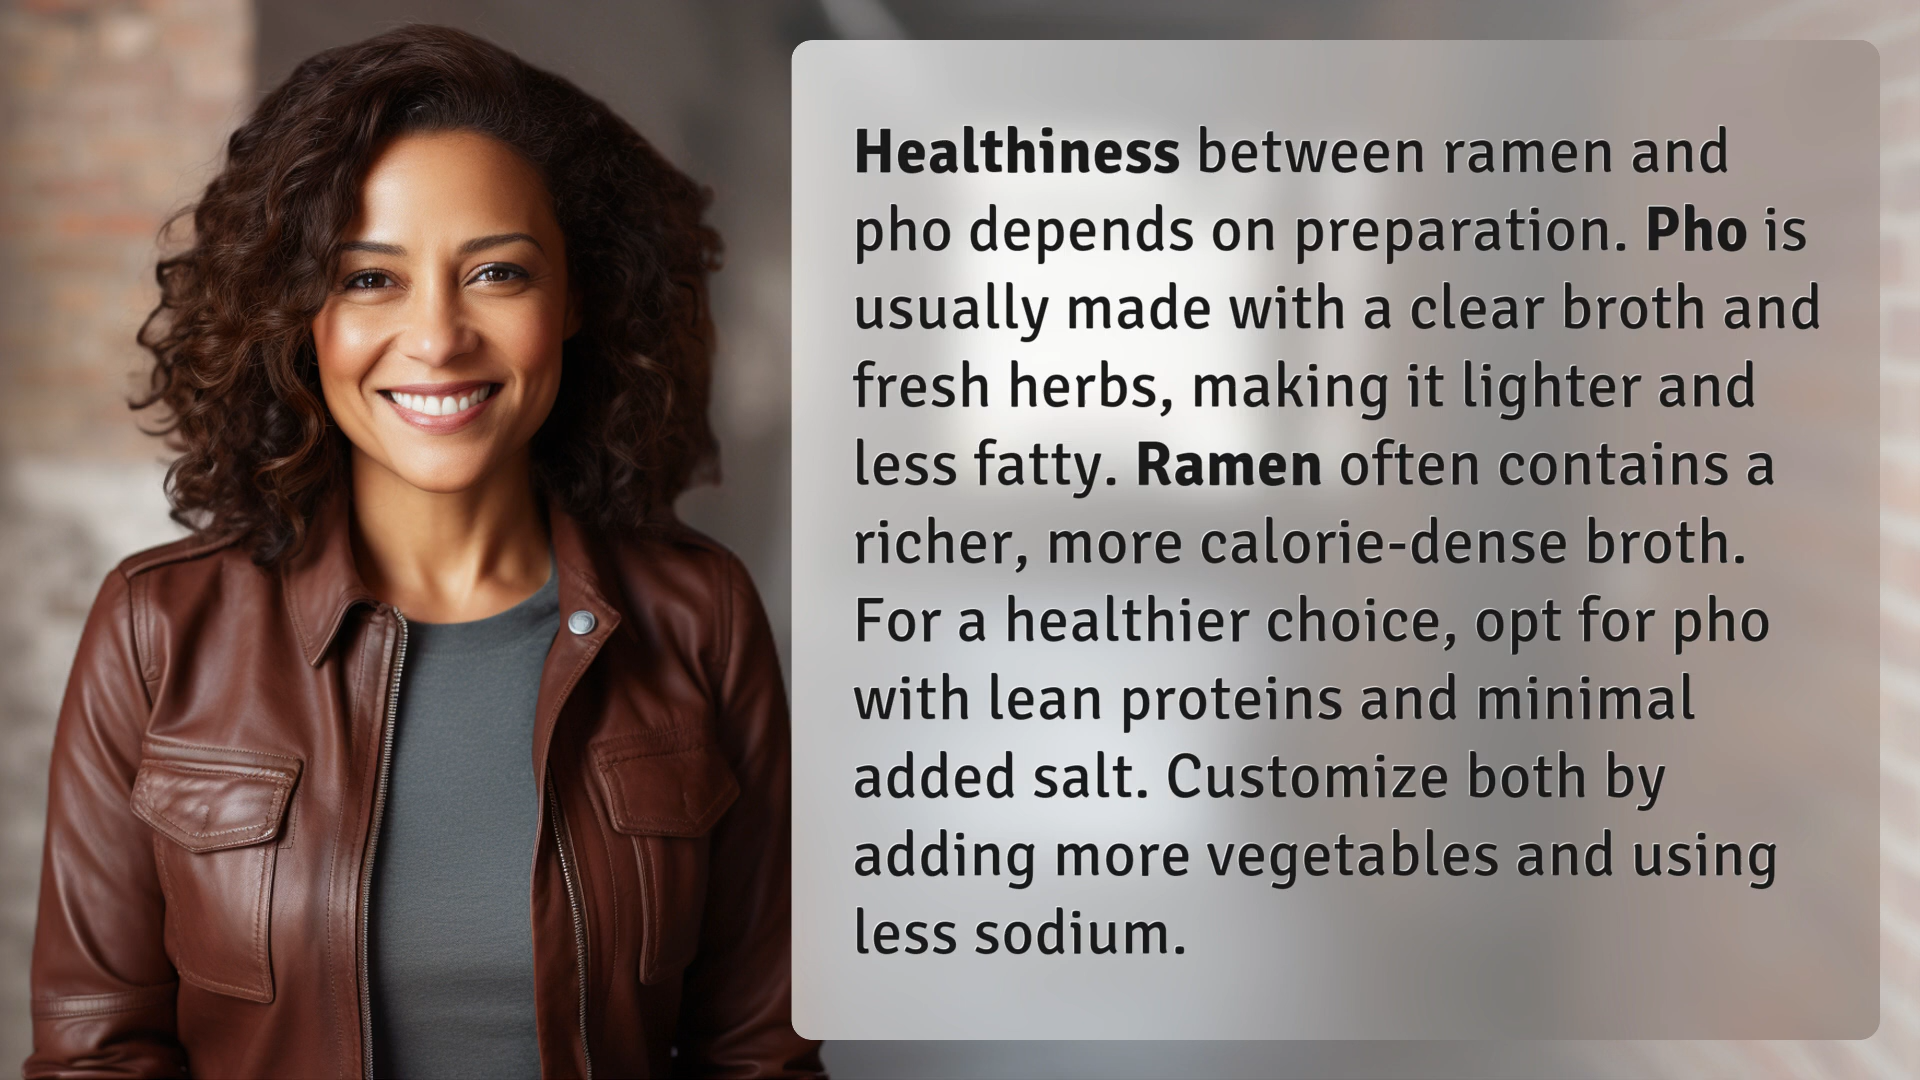 Healthiness between ramen and
pho depends on preparation. Pho is
usually made with a clear broth and
fresh herbs, making it lighter and
less fatty. Ramen often contains a
richer, more calorie-dense broth.
For a healthier choice, opt for pho
with lean proteins and minimal
added salt. Customize both by
adding more vegetables and using
less sodium.